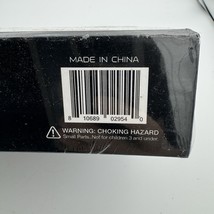 MADE IN CHINA
8 10689 02954 0
WARNING: CHOKING HAZARD
Small Parts. Not for children 3 and under.